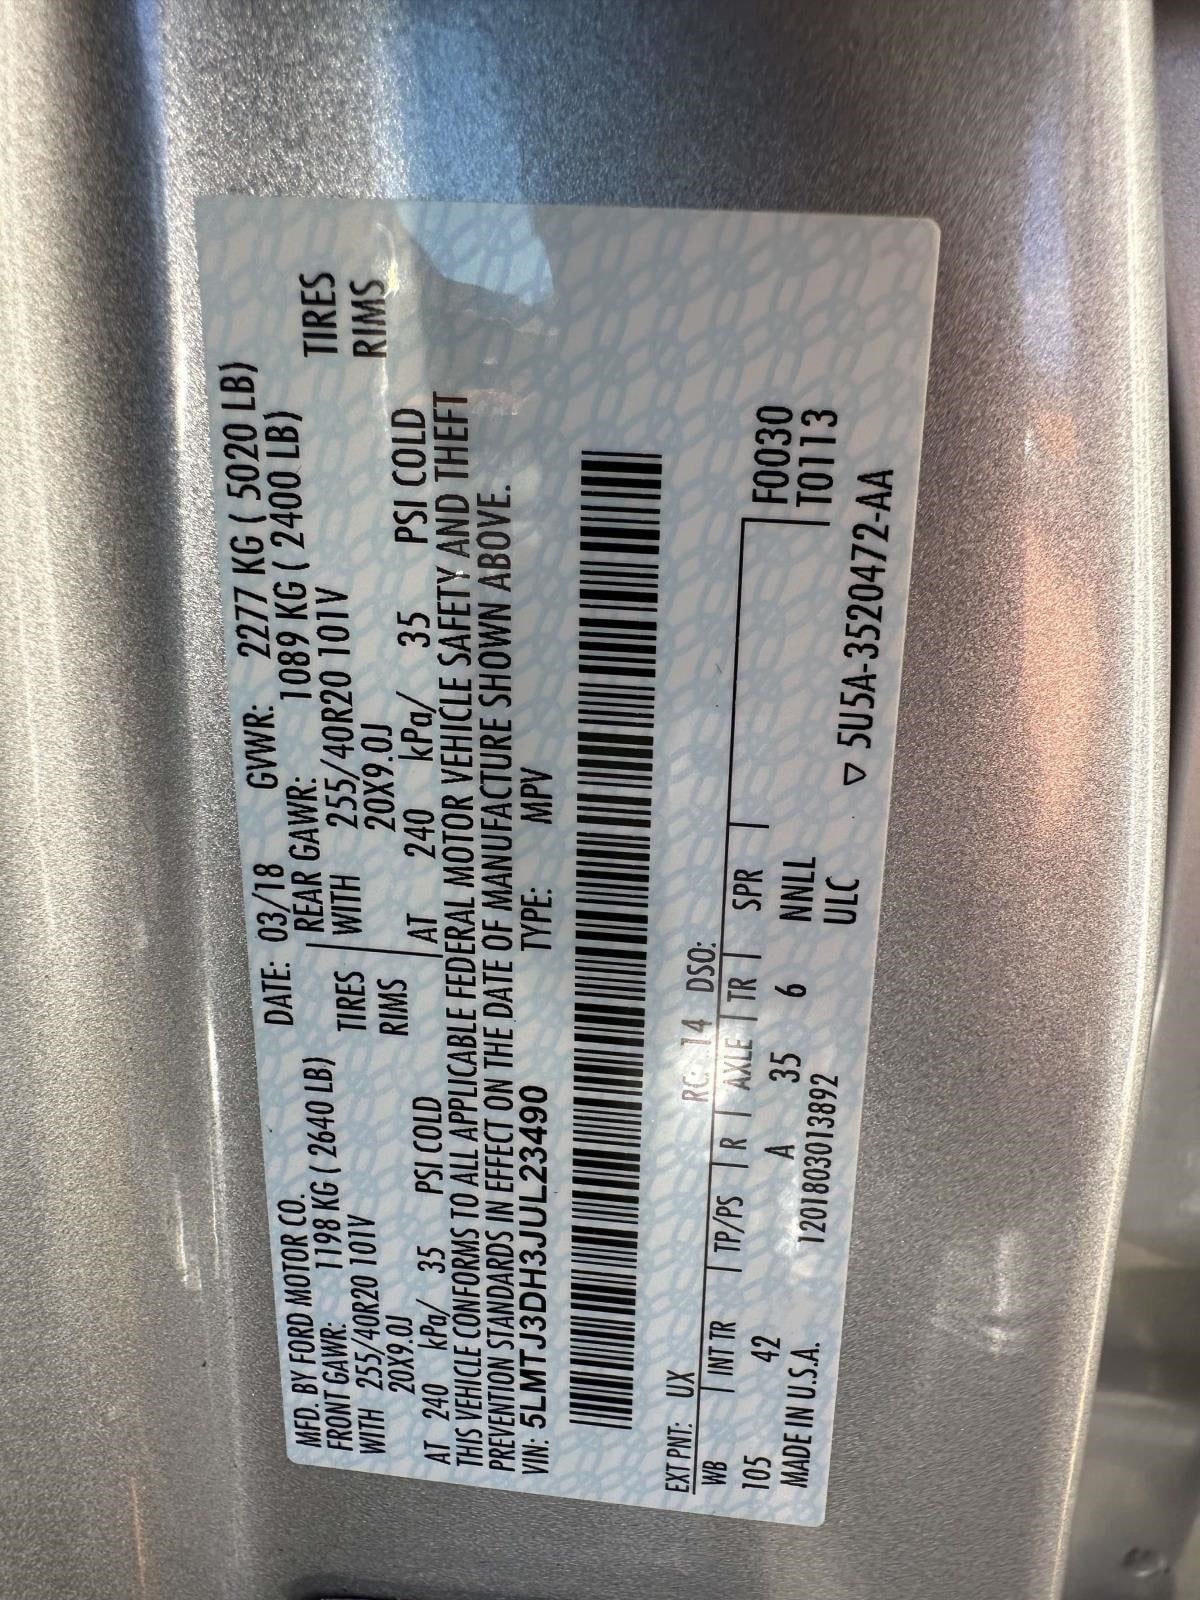 MFD. BY FORD MOTOR CO. DATE: 03/18 GVWR: 2277 KG ( 5020 LB)
FRONT GAWR: 1198 KG ( 2640 LB) REAR GAWR: 1089 KG ( 2400 LB)
WITH 255/40R20 101V TIRES WITH 255/40R20 101V TIRES
20X9.0J RIMS 20X9.0J RIMS
AT 240 kPa/ 35 PSI COLD AT 240 kPa/ 35 PSI COLD
THIS VEHICLE CONFORMS TO ALL APPLICABLE FEDERAL MOTOR VEHICLE SAFETY AND THEFT
PREVENTION STANDARDS IN EFFECT ON THE DATE OF MANUFACTURE SHOWN ABOVE.
VIN: 5LMTJ3DH3JUL23490 TYPE: MPV
EXT PNT: UX RC: 14 DSO:
WB INT TR TP/PS R AXLE TR SPR F0030
105 42 A 35 6 NNLL T0113
MADE IN U.S.A. 1201803013892 ULC
▽ 5U5A-3520472-AA